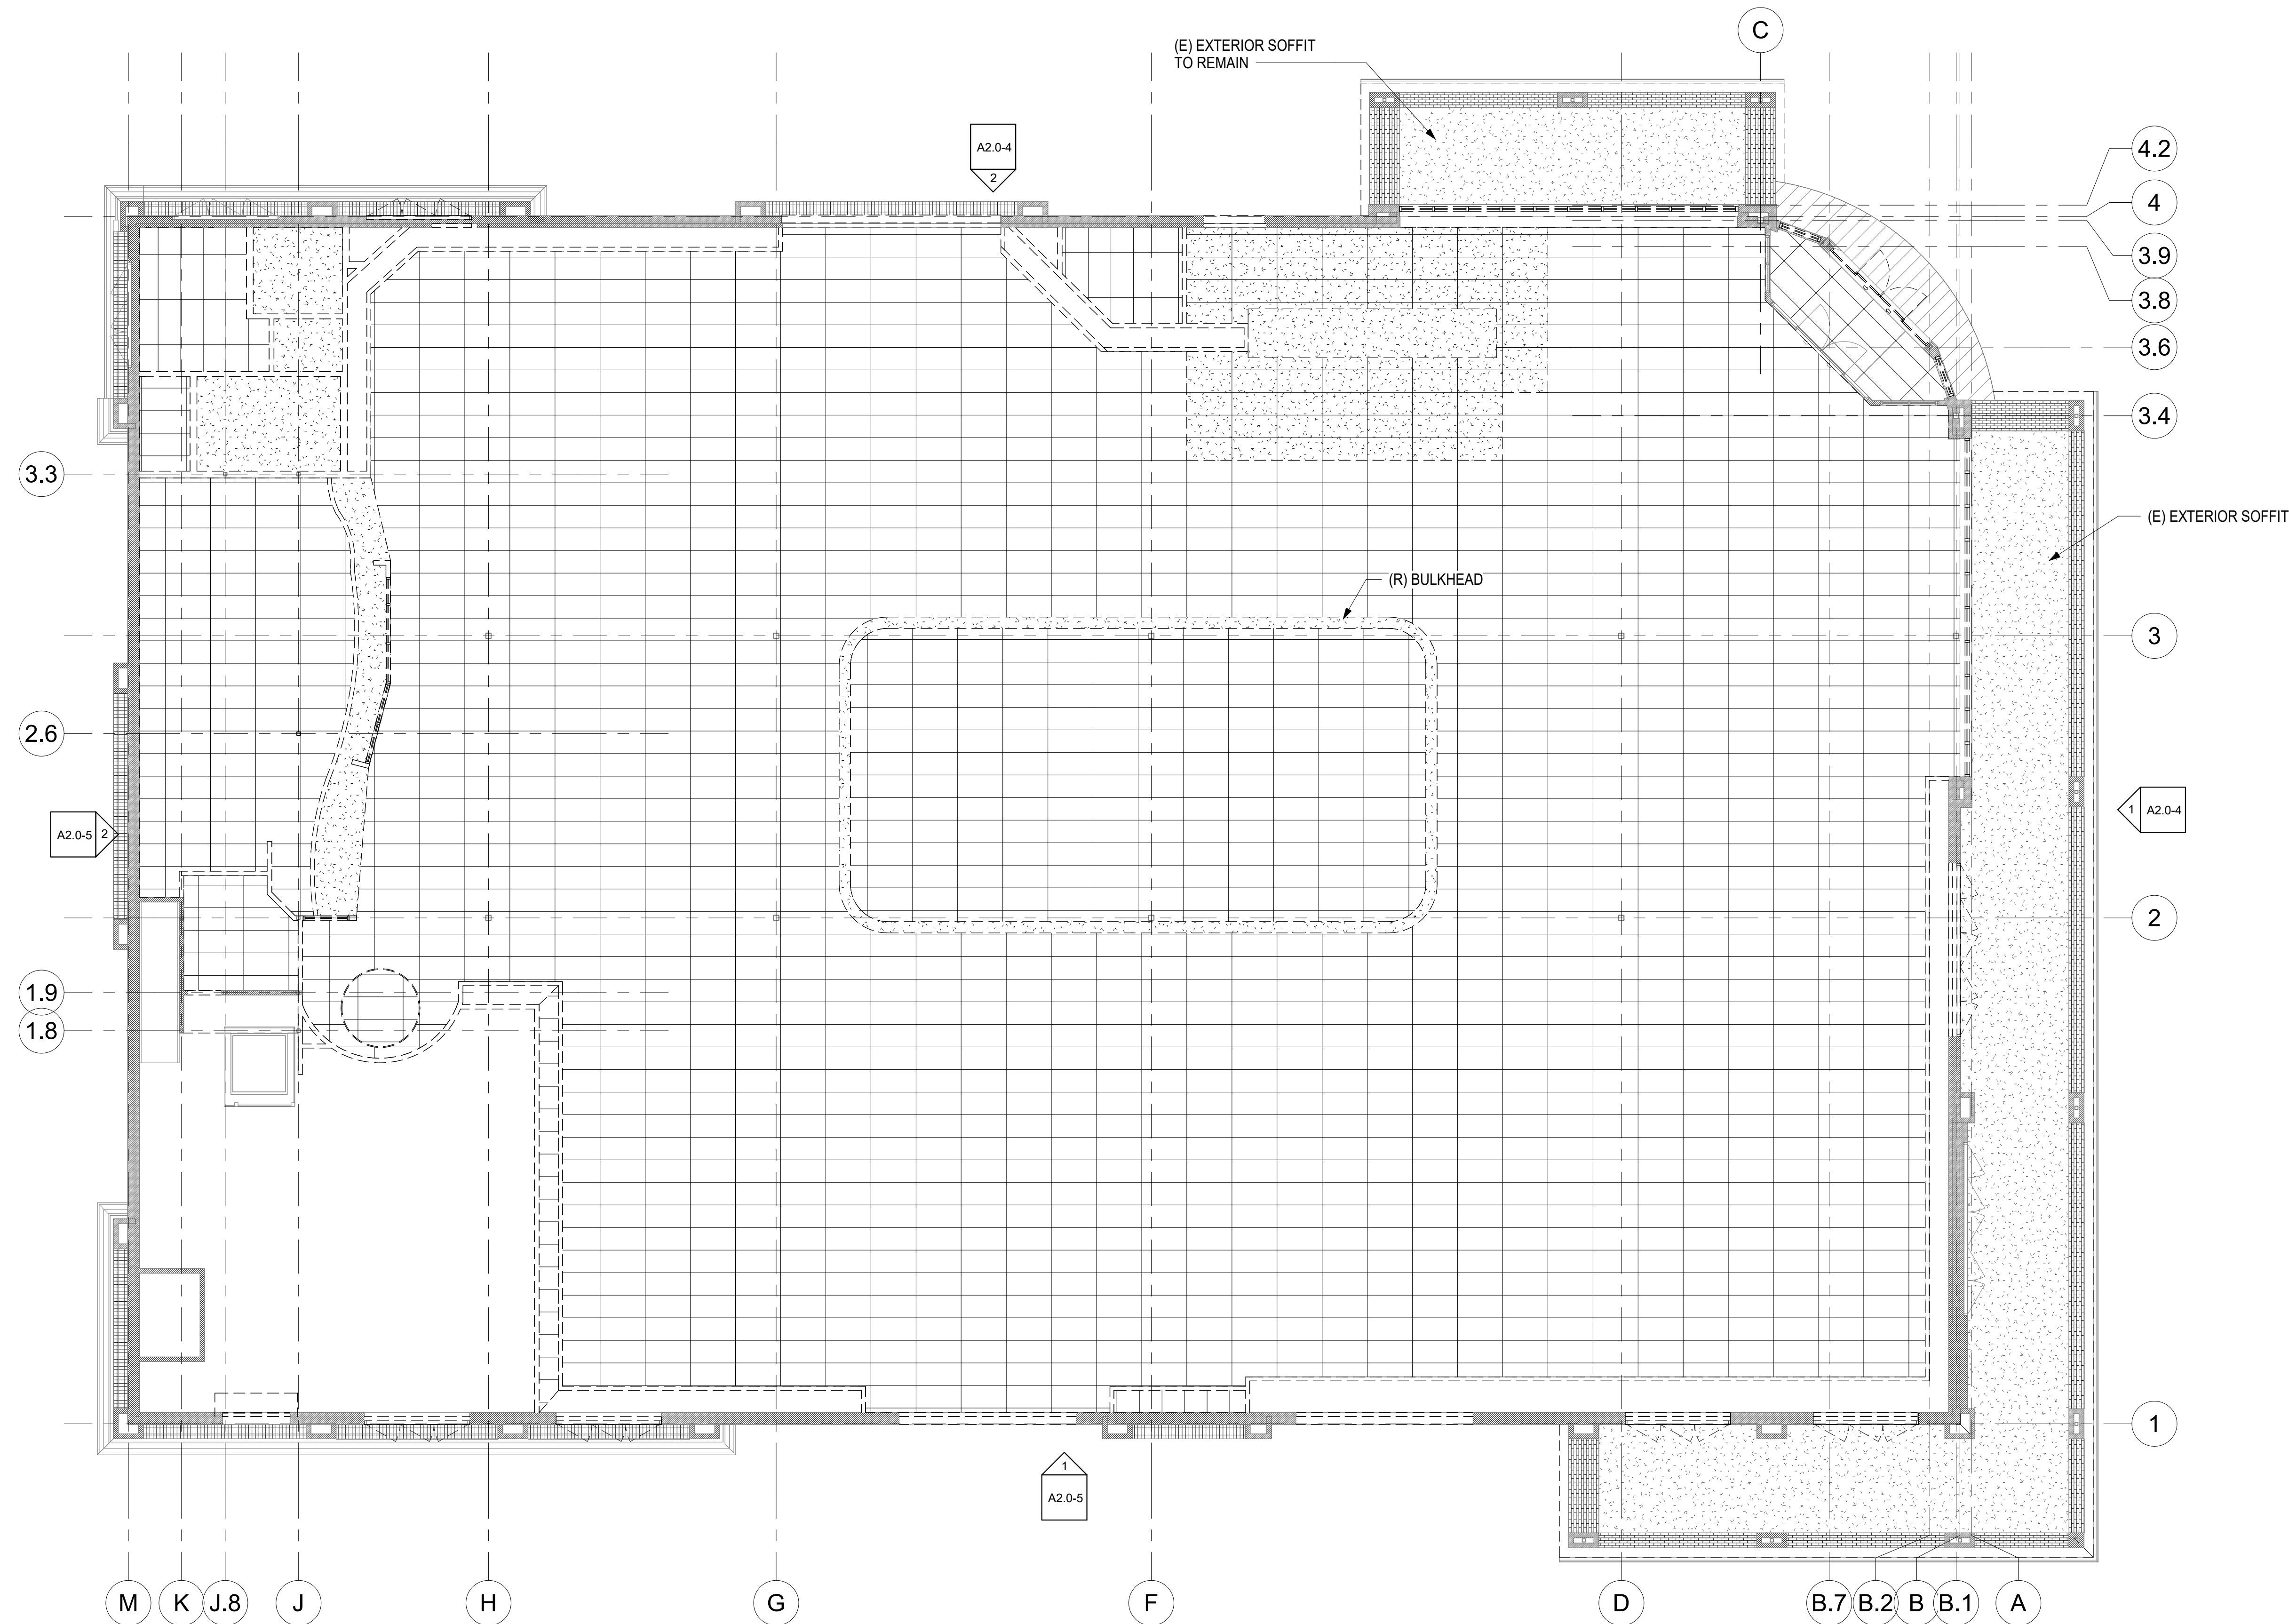 C
(E) EXTERIOR SOFFIT
TO REMAIN
A2.0-4
2
4.2
4
3.9
3.8
3.6
3.4
3.3
(E) EXTERIOR SOFFIT
(R) BULKHEAD
3
2.6
A2.0-5
2
1
A2.0-4
2
1.9
1.8
1
1
A2.0-5
M
K
J.8
J
H
G
F
D
B.7
B.2
B
B.1
A